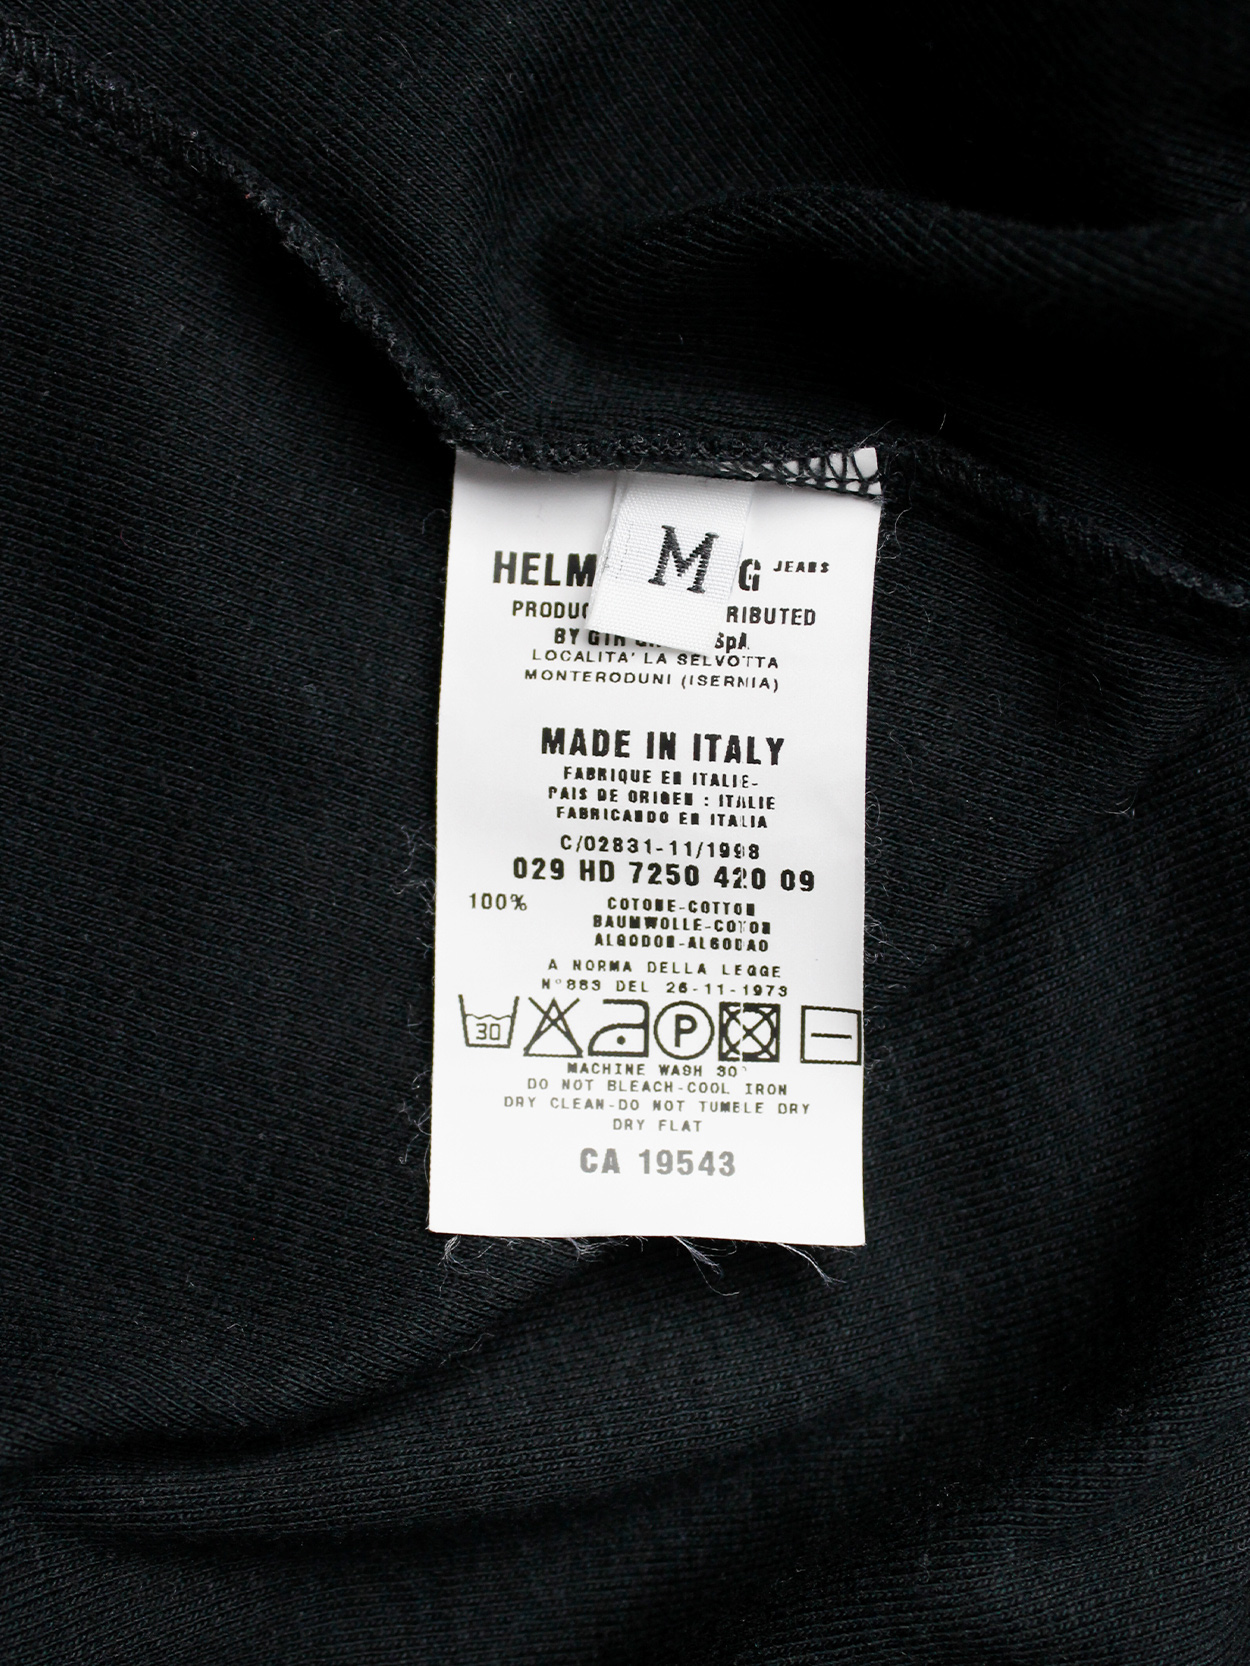 M
HELM G JEANS
PRODUC RIBUTED
BY GTR SpA
LOCALITA' LA SELVOTTA
MONTERODUNI (ISERNIA)
MADE IN ITALY
FABRIQUE EN ITALIE-
PAIS DE ORIGEN : ITALIE
FABRICANDO EN ITALIA
C/02831-11/1998
029 HD 7250 420 09
100% COTONE-COTTON
BAUMWOLLE-COTON
ALGODON-ALGODAO
A NORMA DELLA LEGGE
N°883 DEL 26-11-1973
30 P
MACHINE WASH 30°
DO NOT BLEACH-COOL IRON
DRY CLEAN-DO NOT TUMBLE DRY
DRY FLAT
CA 19543